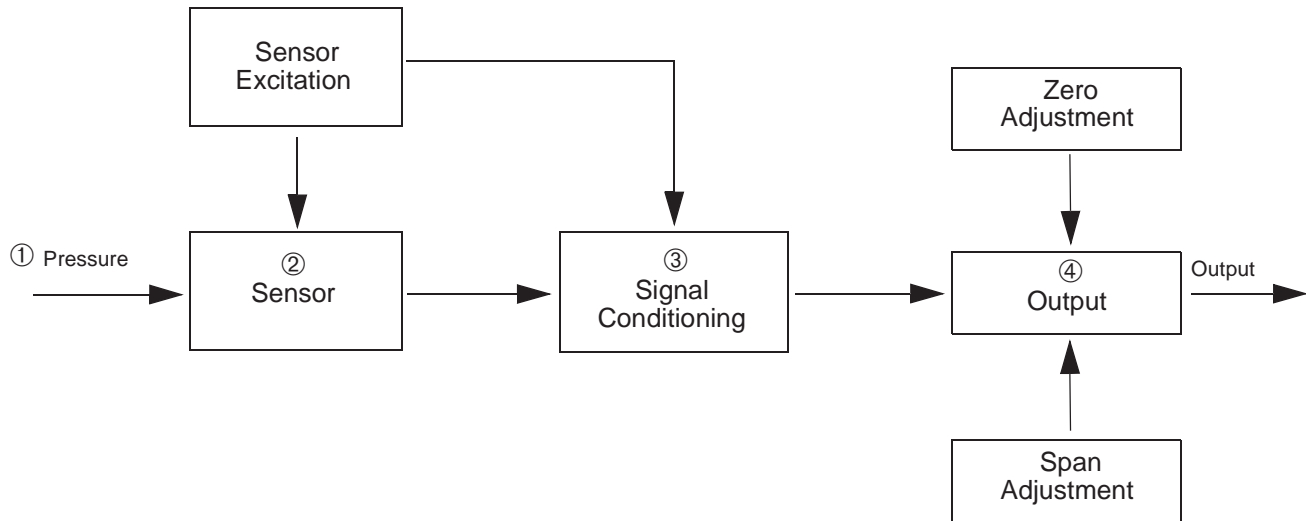 Sensor
Excitation
Zero
Adjustment
① Pressure
②
Sensor
③
Signal
Conditioning
④
Output
Output
Span
Adjustment